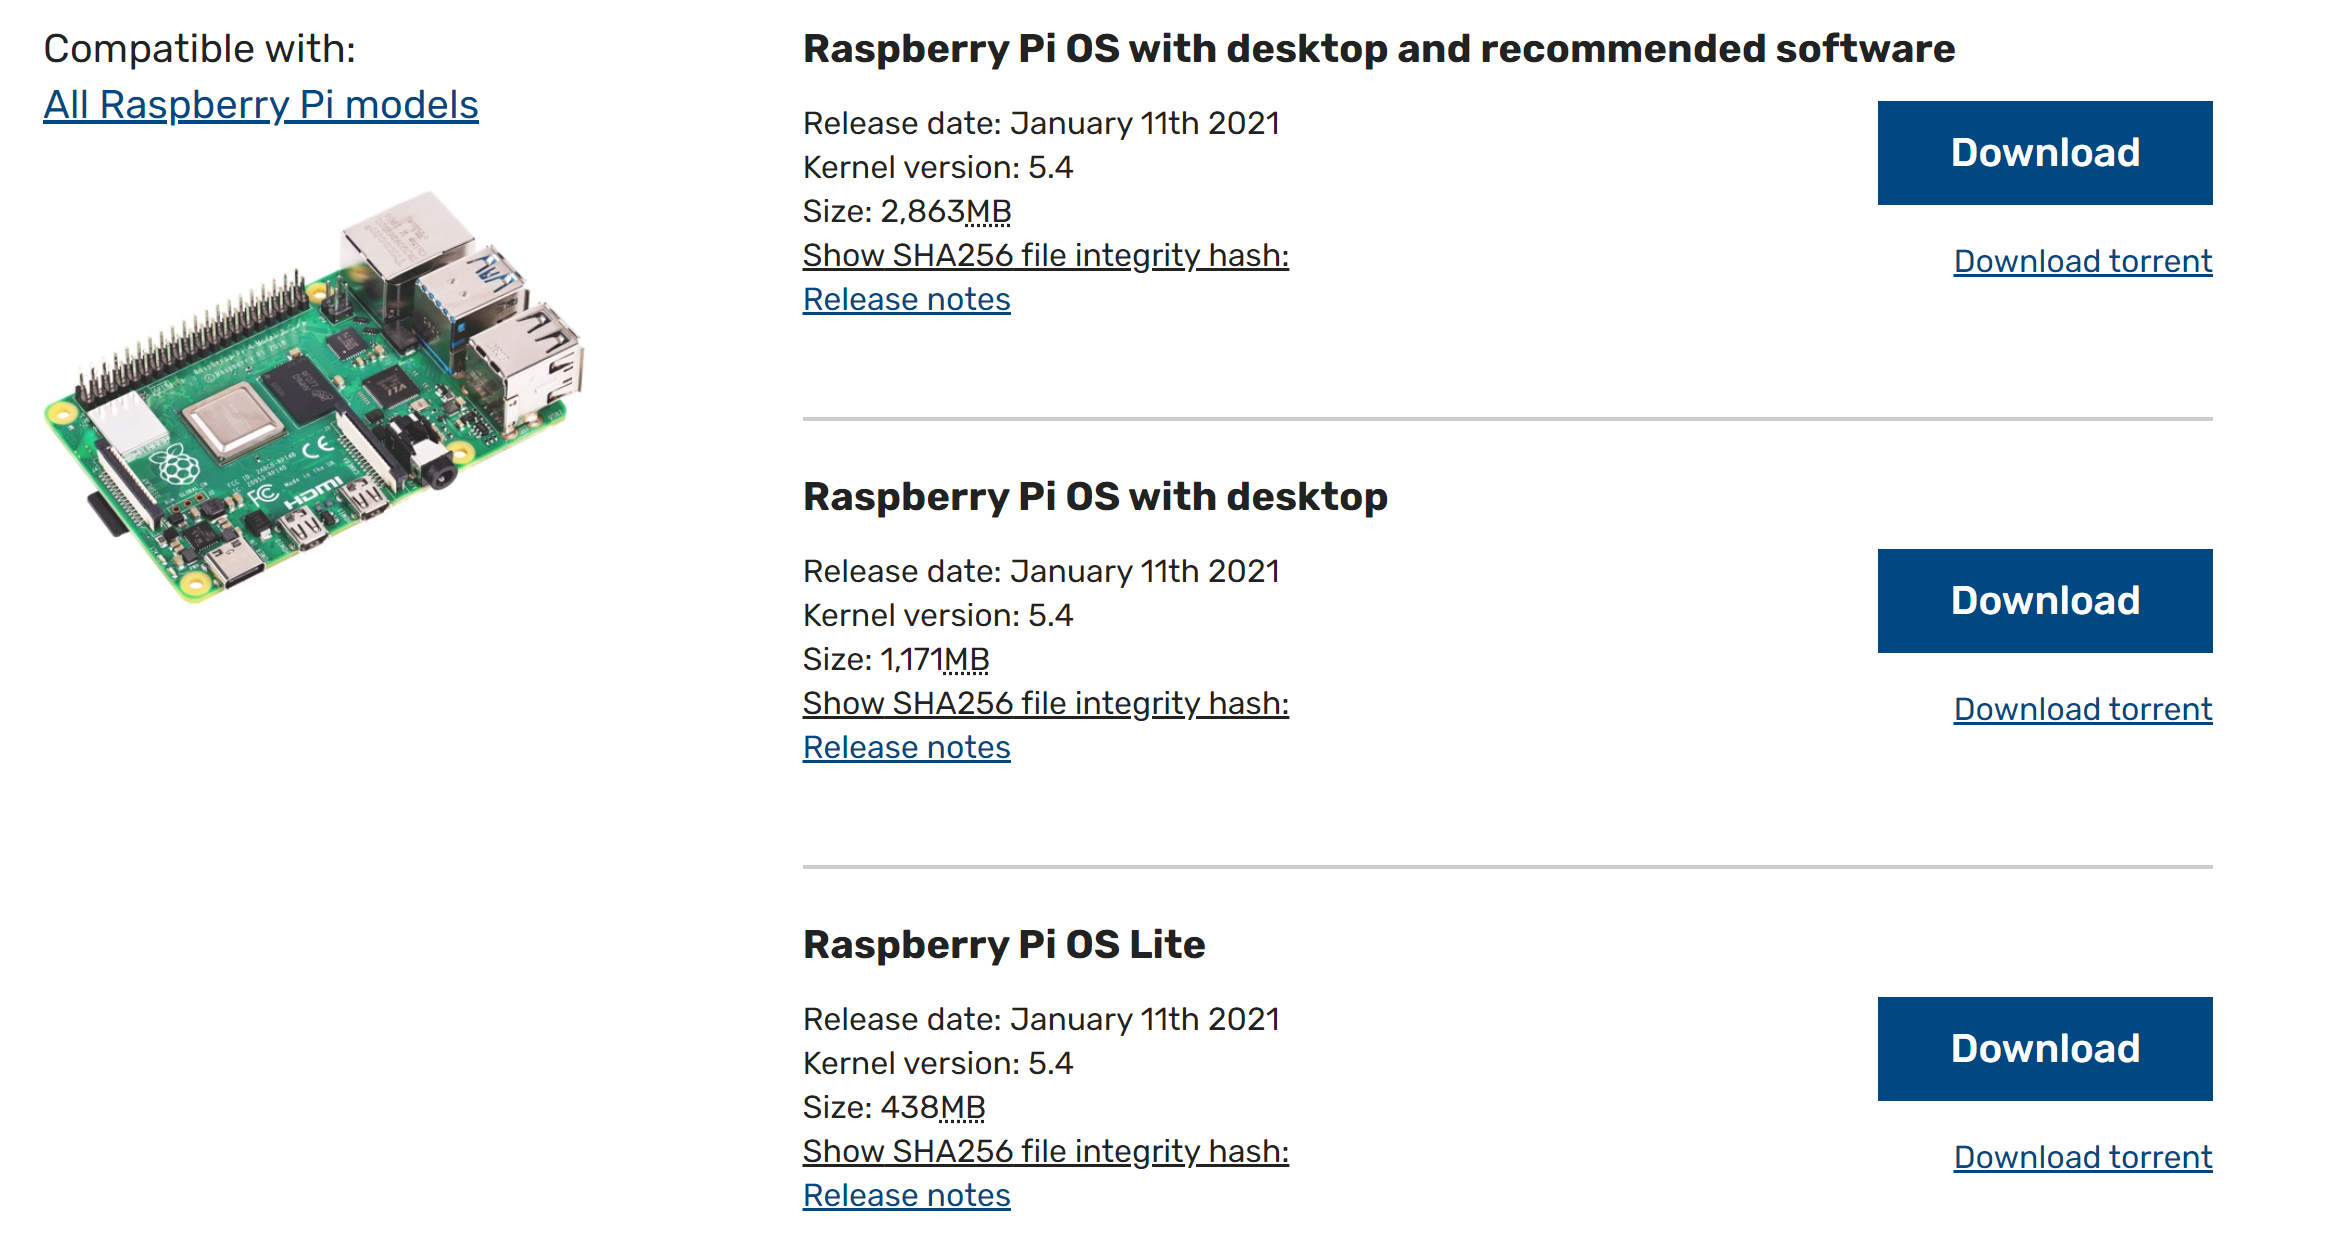 Compatible with:
All Raspberry Pi models
HDMI
Raspberry Pi OS with desktop and recommended software
Release date: January 11th 2021
Kernel version: 5.4
Size: 2,863MB
Show SHA256 file integrity hash:
Release notes
Download
Download torrent
Raspberry Pi OS with desktop
Release date: January 11th 2021
Kernel version: 5.4
Size: 1,171MB
Show SHA256 file integrity hash:
Release notes
Download
Download torrent
Raspberry Pi OS Lite
Release date: January 11th 2021
Kernel version: 5.4
Size: 438MB
Show SHA256 file integrity hash:
Release notes
Download
Download torrent